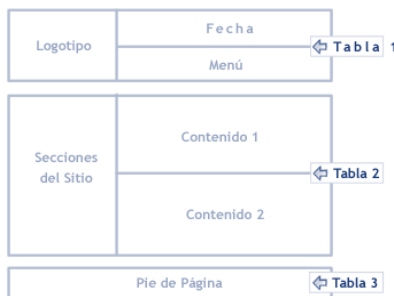 Logotipo
Fecha
Menú
Tabla 1
Secciones
del Sitio
Contenido 1
Contenido 2
Tabla 2
Pie de Página
Tabla 3